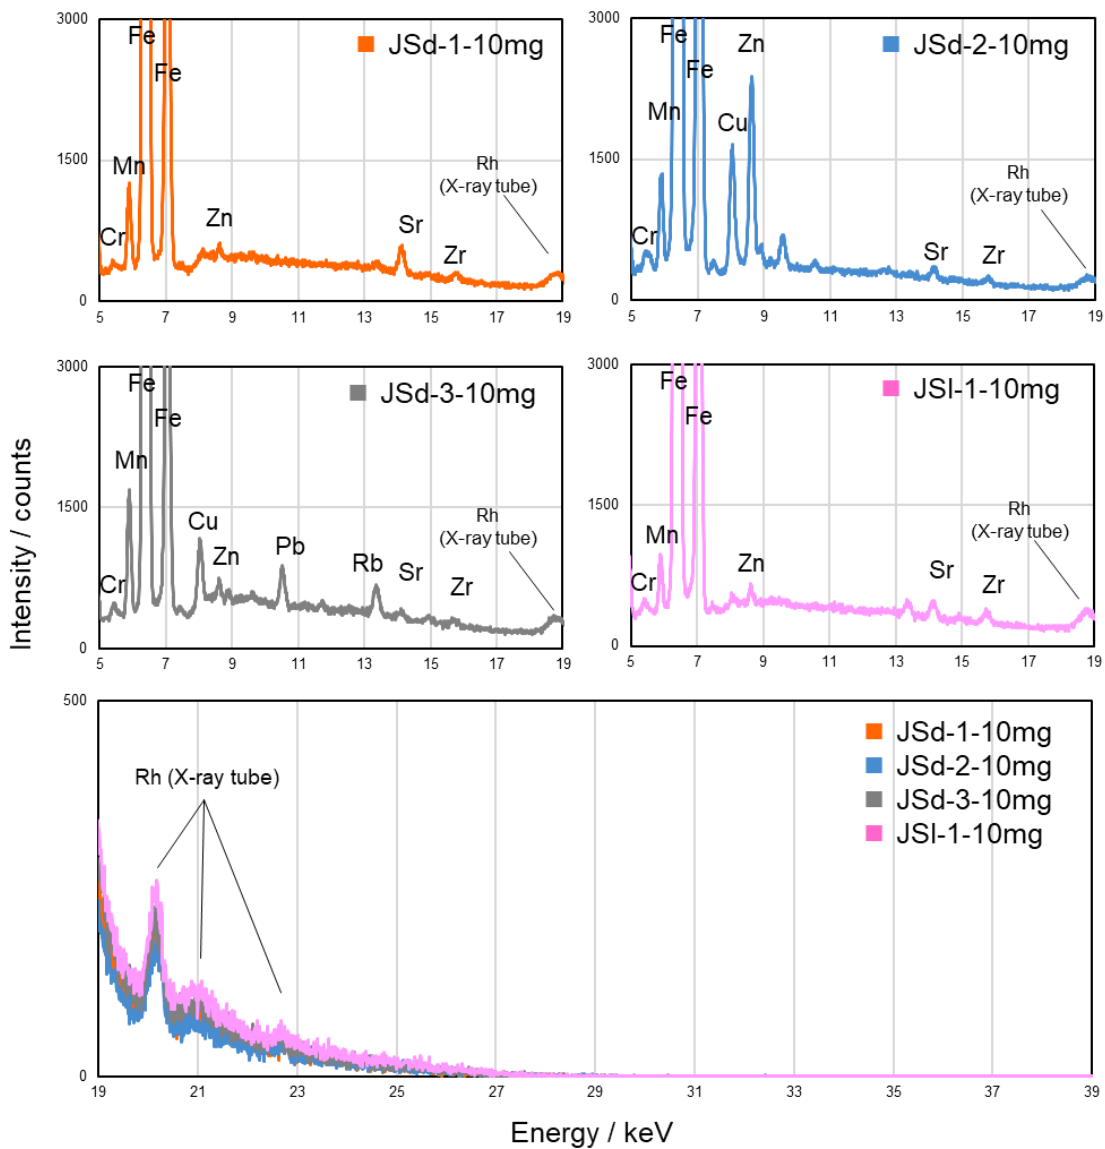 3000
1500
0
Fe
Fe
Mn
Cr
Zn
Sr
Zr
Rh
(X-ray tube)
JSd-1-10mg
5 7 9 11 13 15 17 19
3000
1500
0
Fe
Fe
Mn
Cr
Cu
Zn
Sr
Zr
Rh
(X-ray tube)
JSd-2-10mg
5 7 9 11 13 15 17 19
Intensity / counts
3000
1500
0
Fe
Fe
Mn
Cr
Cu
Zn
Pb
Rb
Sr
Zr
Rh
(X-ray tube)
JSd-3-10mg
5 7 9 11 13 15 17 19
3000
1500
0
Fe
Fe
Mn
Cr
Zn
Sr
Zr
Rh
(X-ray tube)
JSl-1-10mg
5 7 9 11 13 15 17 19
500
0
Rh (X-ray tube)
JSd-1-10mg
JSd-2-10mg
JSd-3-10mg
JSl-1-10mg
19 21 23 25 27 29 31 33 35 37 39
Energy / keV